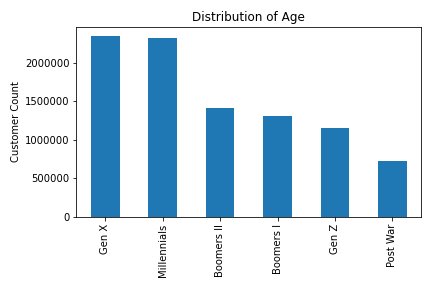 Distribution of Age
Customer Count
2000000
1500000
1000000
500000
0
Gen X
Millennials
Boomers II
Boomers I
Gen Z
Post War